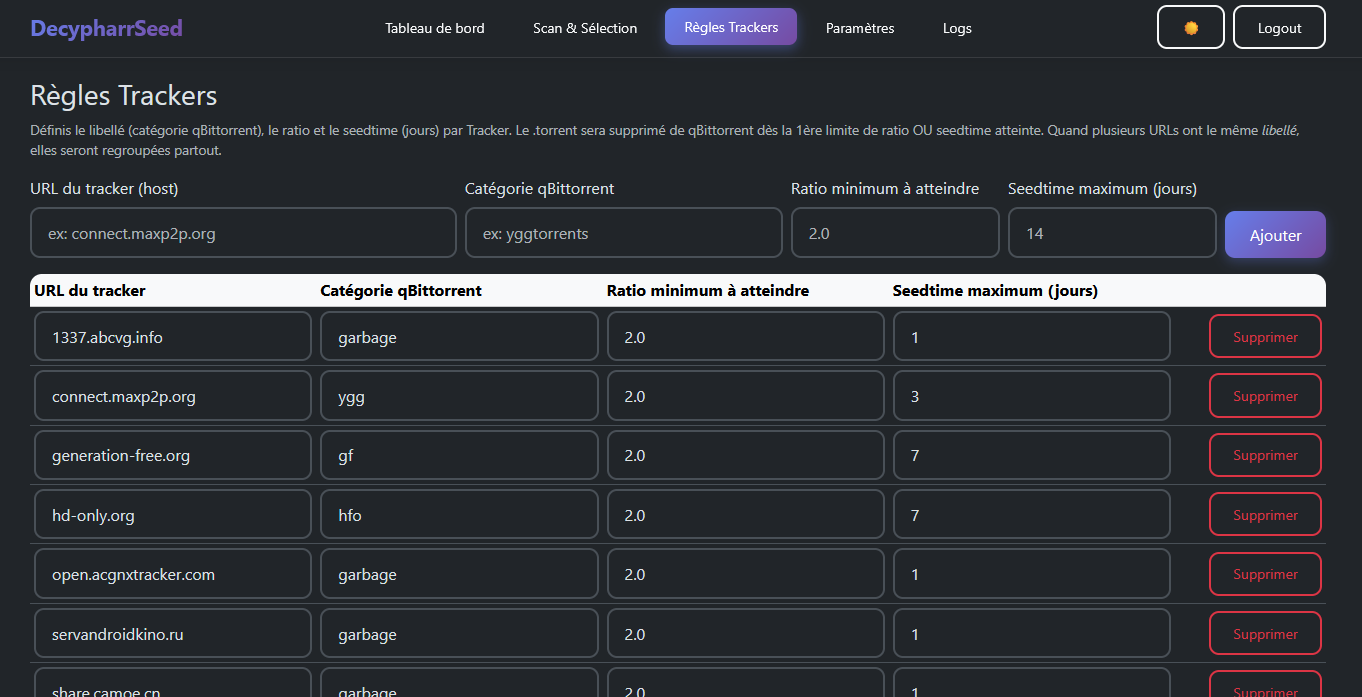 DecypharrSeed
Tableau de bord
Scan & Sélection
Règles Trackers
Paramètres
Logs
Logout
Règles Trackers
Définis le libellé (catégorie qBittorrent), le ratio et le seedtime (jours) par Tracker. Le .torrent sera supprimé de qBittorrent dès la 1ère limite de ratio OU seedtime atteinte. Quand plusieurs URLs ont le même libellé,
elles seront regroupées partout.
URL du tracker (host) Catégorie qBittorrent Ratio minimum à atteindre Seedtime maximum (jours)
ex: connect.maxp2p.org ex: yggtorrents 2.0 14 Ajouter
URL du tracker Catégorie qBittorrent Ratio minimum à atteindre Seedtime maximum (jours)
1337.abcvg.info garbage 2.0 1 Supprimer
connect.maxp2p.org ygg 2.0 3 Supprimer
generation-free.org gf 2.0 7 Supprimer
hd-only.org hfo 2.0 7 Supprimer
open.acgnxtracker.com garbage 2.0 1 Supprimer
servandroidkino.ru garbage 2.0 1 Supprimer
share.camoe.cn garbage 2.0 1 Supprimer